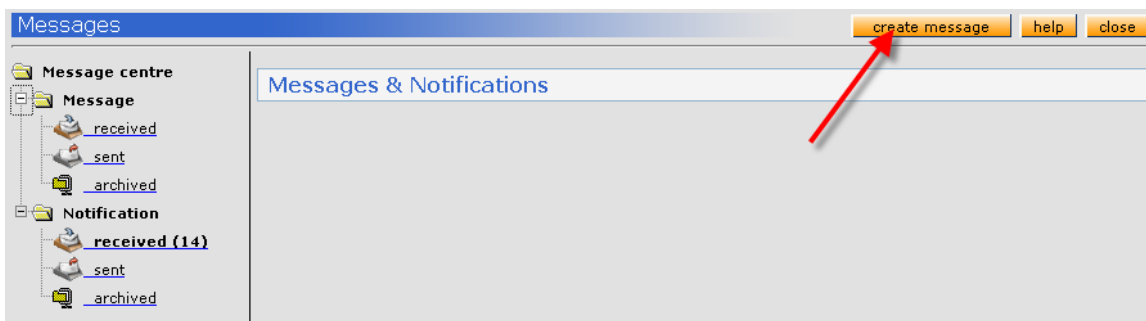 Messages
create message
help
close
Message centre
Messages & Notifications
Message
received
sent
archived
Notification
received (14)
sent
archived